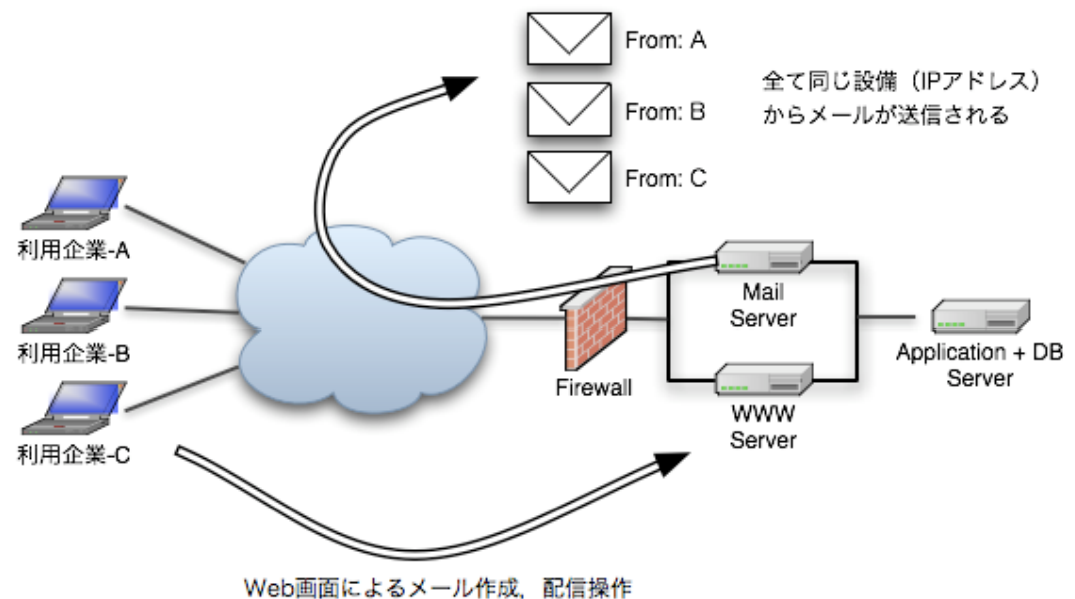 From: A
From: B
From: C
全て同じ設備（IPアドレス）
からメールが送信される
利用企業-A
利用企業-B
利用企業-C
Firewall
Mail
Server
WWW
Server
Application + DB
Server
Web画面によるメール作成，配信操作